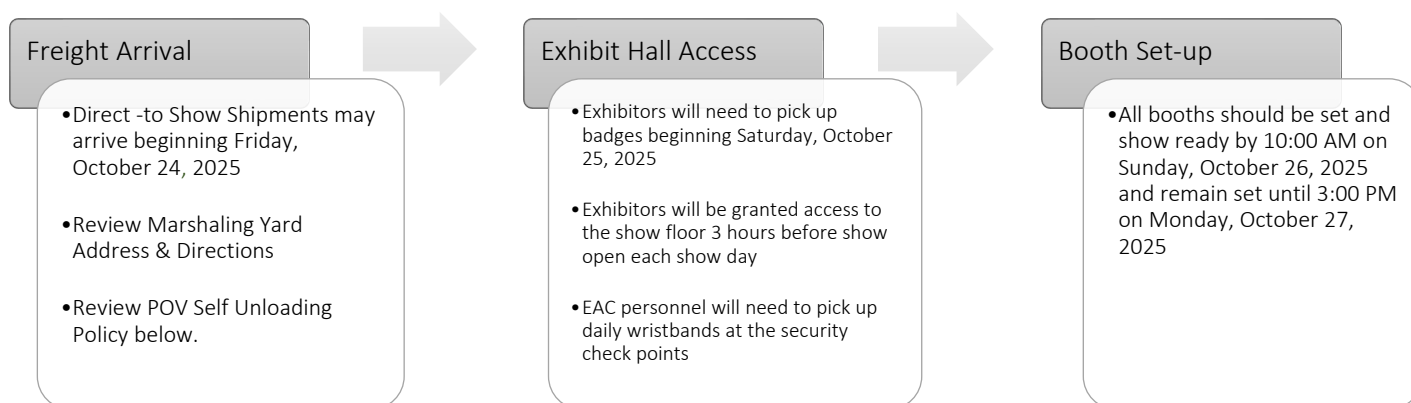 Freight Arrival
•Direct -to Show Shipments may
arrive beginning Friday,
October 24, 2025
•Review Marshaling Yard
Address & Directions
•Review POV Self Unloading
Policy below.
Exhibit Hall Access
•Exhibitors will need to pick up
badges beginning Saturday, October
25, 2025
•Exhibitors will be granted access to
the show floor 3 hours before show
open each show day
•EAC personnel will need to pick up
daily wristbands at the security
check points
Booth Set-up
•All booths should be set and
show ready by 10:00 AM on
Sunday, October 26, 2025
and remain set until 3:00 PM
on Monday, October 27,
2025